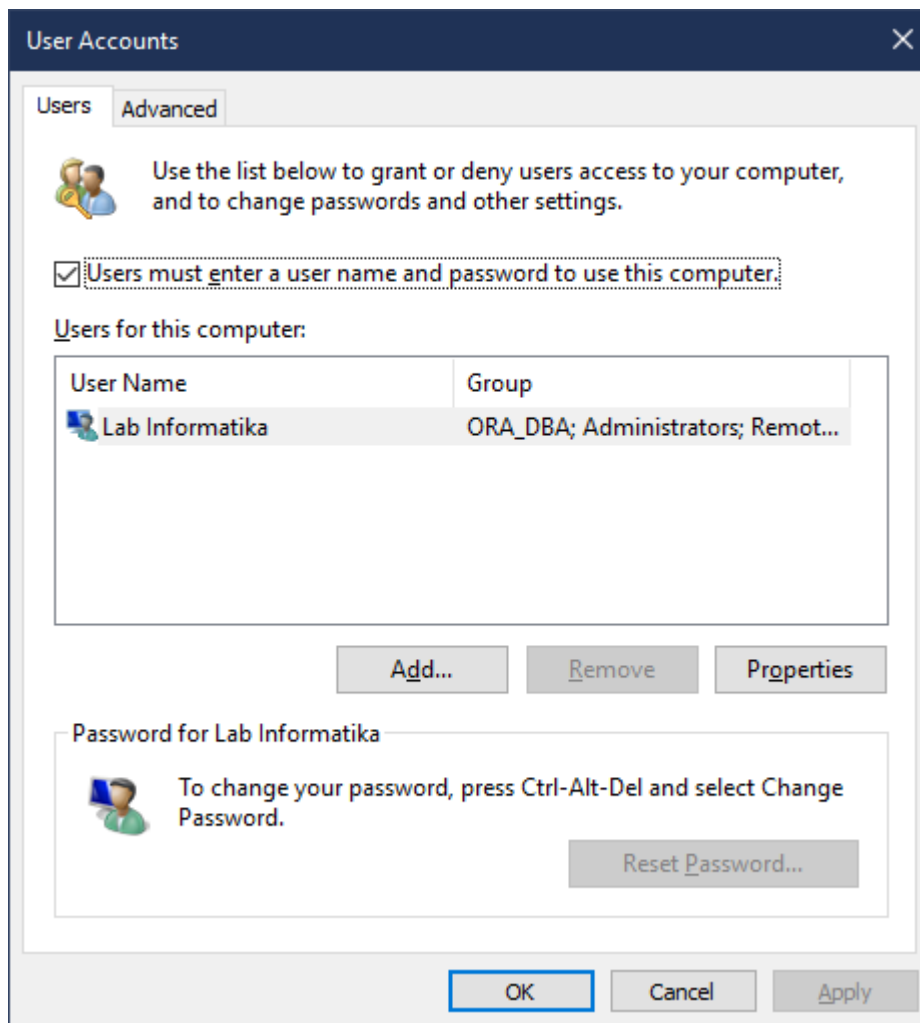 User Accounts
Users
Advanced
Use the list below to grant or deny users access to your computer,
and to change passwords and other settings.
Users must enter a user name and password to use this computer.
Users for this computer:
User Name Group
Lab Informatika ORA_DBA; Administrators; Remot...
Add... Remove Properties
Password for Lab Informatika
To change your password, press Ctrl-Alt-Del and select Change
Password.
Reset Password...
OK Cancel Apply